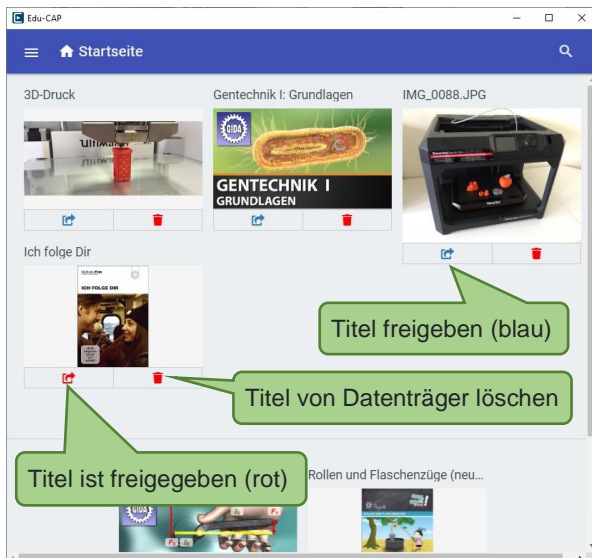 Edu-CAP
Startseite
3D-Druck
Gentechnik I: Grundlagen
IMG_0088.JPG
GIDA
GENTECHNIK I
GRUNDLAGEN
Ich folge Dir
ICH FOLGE DIR
Titel freigeben (blau)
Titel von Datenträger löschen
Titel ist freigegeben (rot)
Rollen und Flaschenzüge (neu...
GIDA